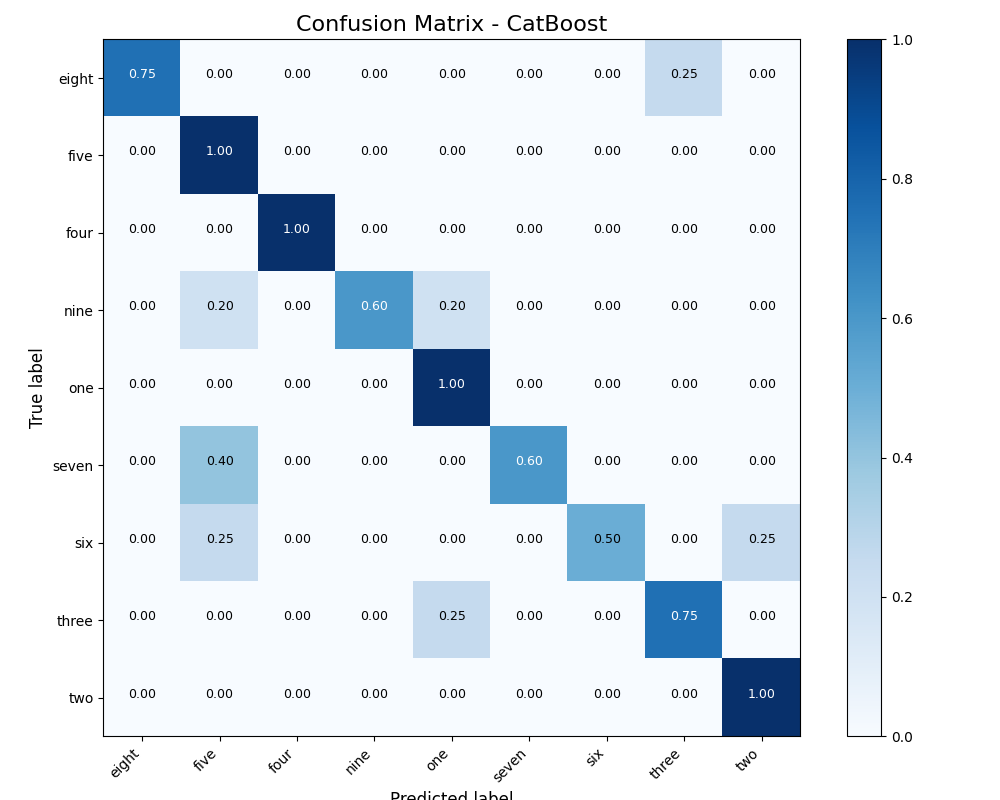 Confusion Matrix - CatBoost
True label
eight 0.75 0.00 0.00 0.00 0.00 0.00 0.00 0.25 0.00
five 0.00 1.00 0.00 0.00 0.00 0.00 0.00 0.00 0.00
four 0.00 0.00 1.00 0.00 0.00 0.00 0.00 0.00 0.00
nine 0.00 0.20 0.00 0.60 0.20 0.00 0.00 0.00 0.00
one 0.00 0.00 0.00 0.00 1.00 0.00 0.00 0.00 0.00
seven 0.00 0.40 0.00 0.00 0.00 0.60 0.00 0.00 0.00
six 0.00 0.25 0.00 0.00 0.00 0.00 0.50 0.00 0.25
three 0.00 0.00 0.00 0.00 0.25 0.00 0.00 0.75 0.00
two 0.00 0.00 0.00 0.00 0.00 0.00 0.00 0.00 1.00
eight five four nine one seven six three two
Predicted label
1.0
0.8
0.6
0.4
0.2
0.0